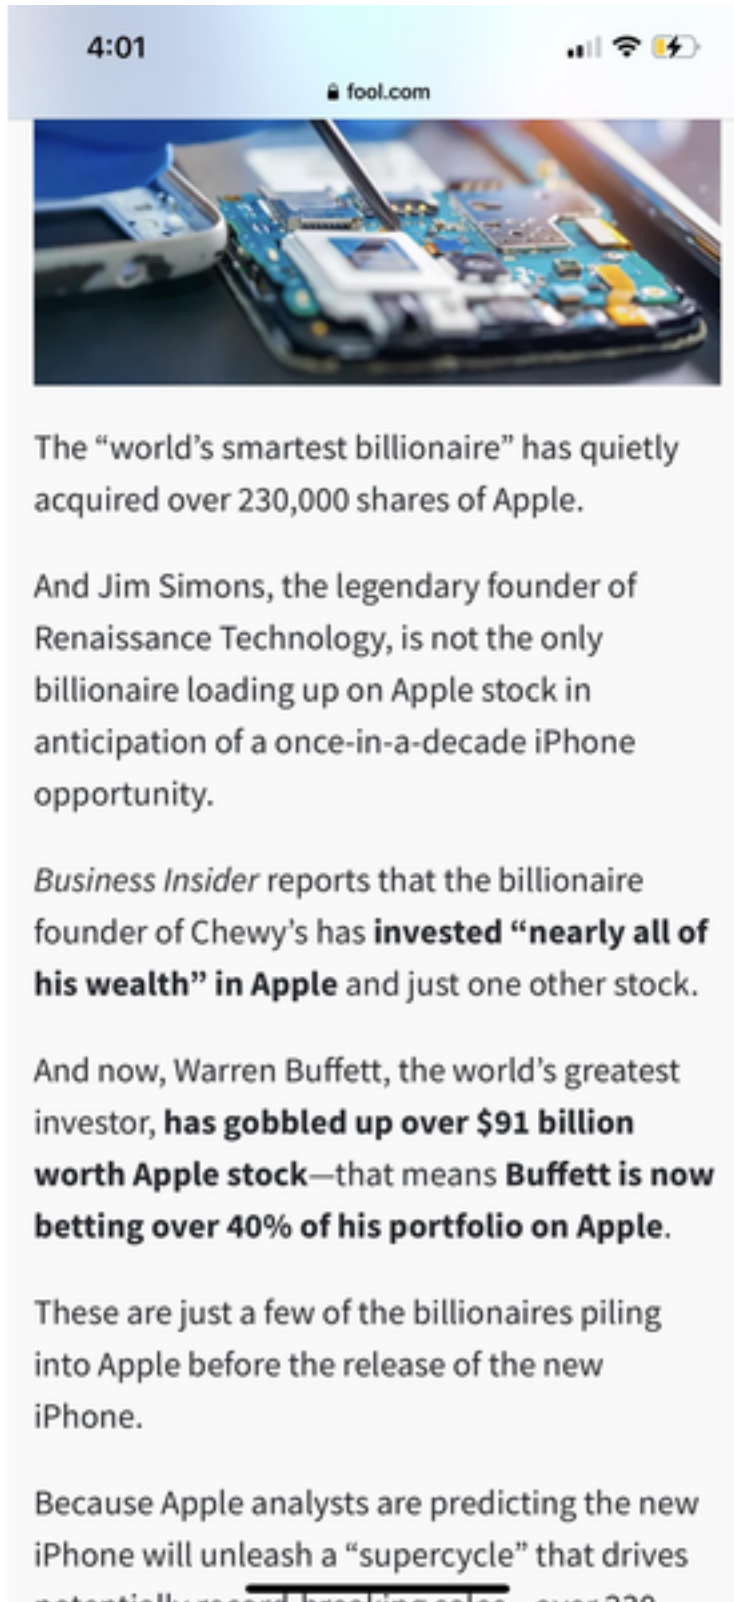 4:01
fool.com
The “world’s smartest billionaire” has quietly
acquired over 230,000 shares of Apple.
And Jim Simons, the legendary founder of
Renaissance Technology, is not the only
billionaire loading up on Apple stock in
anticipation of a once-in-a-decade iPhone
opportunity.
Business Insider reports that the billionaire
founder of Chewy’s has invested “nearly all of
his wealth” in Apple and just one other stock.
And now, Warren Buffett, the world’s greatest
investor, has gobbled up over $91 billion
worth Apple stock—that means Buffett is now
betting over 40% of his portfolio on Apple.
These are just a few of the billionaires piling
into Apple before the release of the new
iPhone.
Because Apple analysts are predicting the new
iPhone will unleash a “supercycle” that drives